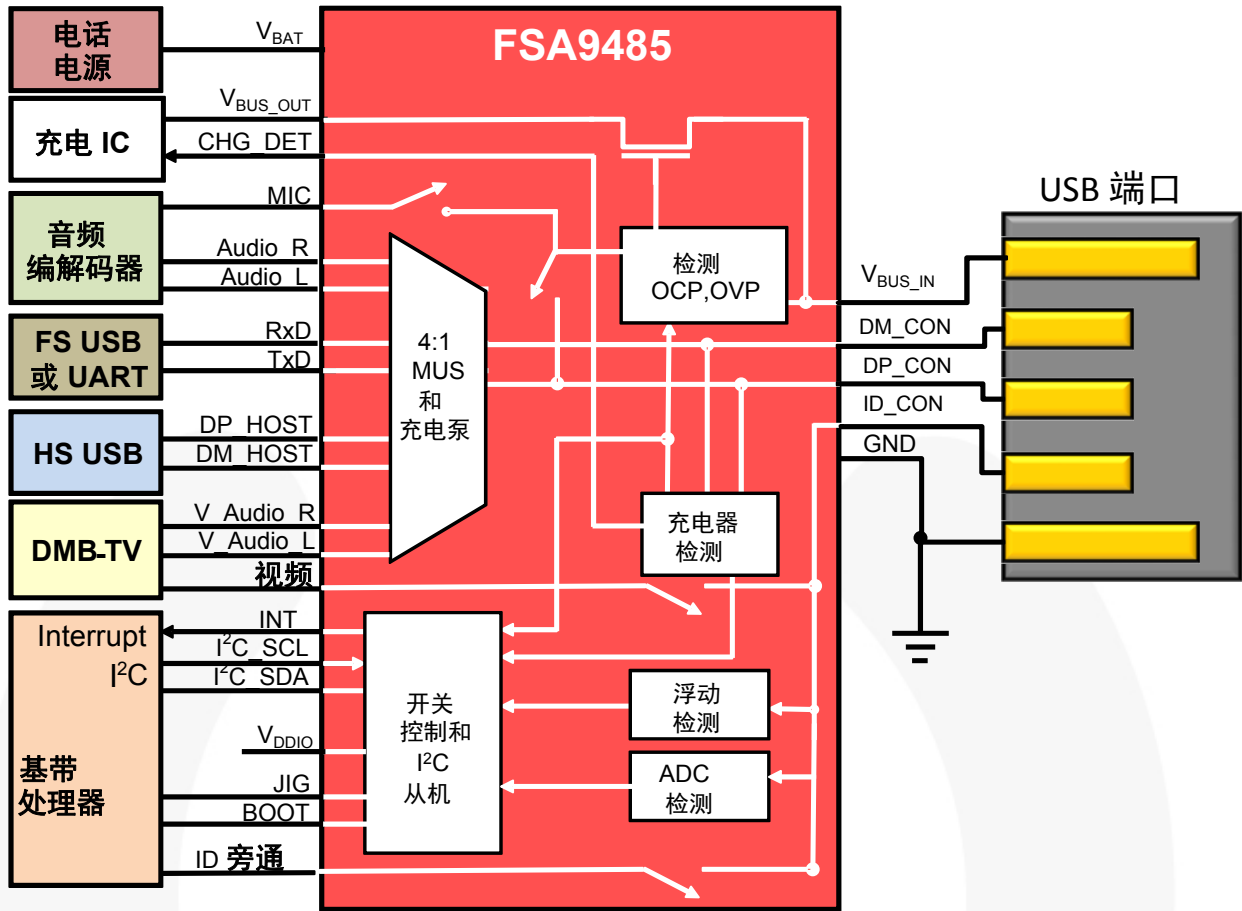 FSA9485
电话
电源
V_BAT
充电 IC
V_BUS_OUT
CHG_DET
音频
编解码器
MIC
Audio_R
Audio_L
FS USB
或 UART
RxD
TxD
HS USB
DP_HOST
DM_HOST
DMB-TV
V_Audio_R
V_Audio_L
视频
Interrupt
I²C
基带
处理器
INT
I²C_SCL
I²C_SDA
V_DDIO
JIG
BOOT
ID 旁通
4:1
MUS
和
充电泵
检测
OCP,OVP
充电器
检测
开关
控制和
I²C
从机
浮动
检测
ADC
检测
V_BUS_IN
DM_CON
DP_CON
ID_CON
GND
USB 端口